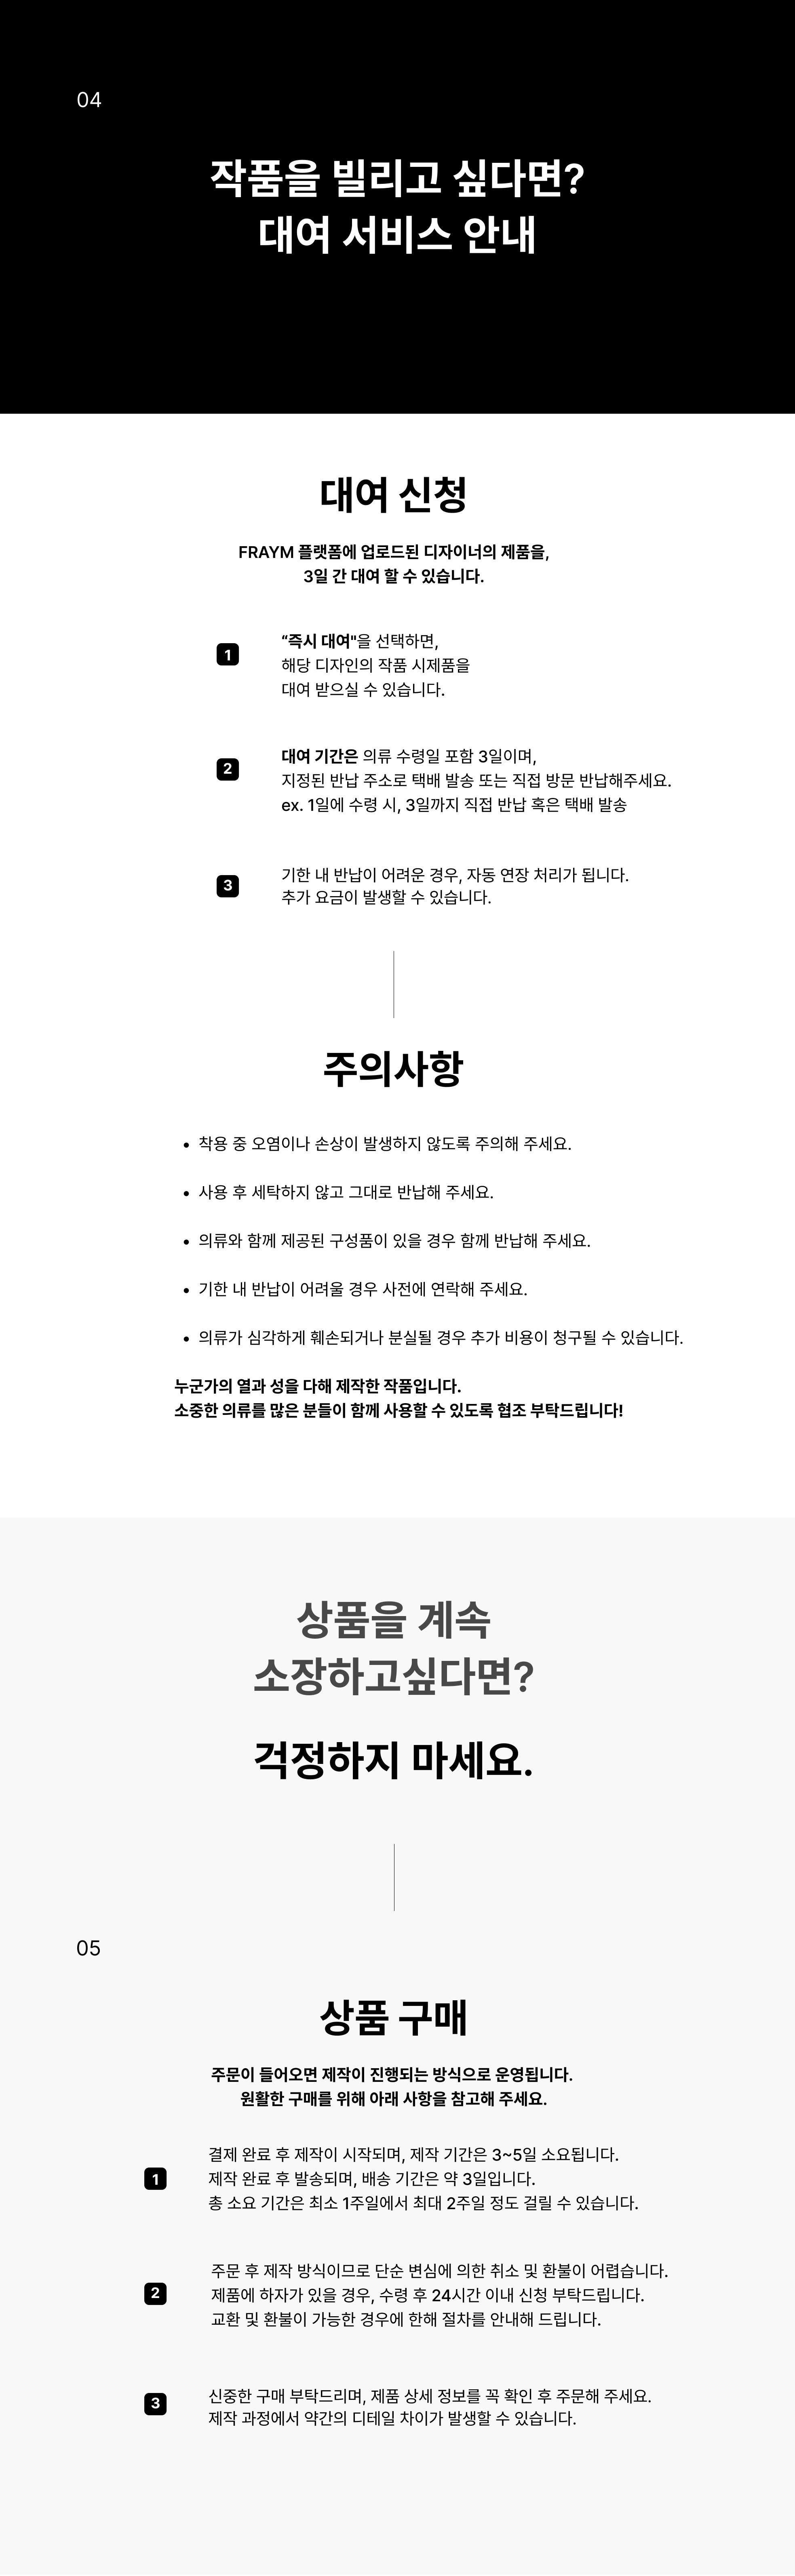 04
작품을 빌리고 싶다면?
대여 서비스 안내
대여 신청
FRAYM 플랫폼에 업로드된 디자이너의 제품을,
3일 간 대여 할 수 있습니다.
1
“즉시 대여"을 선택하면,
해당 디자인의 작품 시제품을
대여 받으실 수 있습니다.
2
대여 기간은 의류 수령일 포함 3일이며,
지정된 반납 주소로 택배 발송 또는 직접 방문 반납해주세요.
ex. 1일에 수령 시, 3일까지 직접 반납 혹은 택배 발송
3
기한 내 반납이 어려운 경우, 자동 연장 처리가 됩니다.
추가 요금이 발생할 수 있습니다.
주의사항
• 착용 중 오염이나 손상이 발생하지 않도록 주의해 주세요.
• 사용 후 세탁하지 않고 그대로 반납해 주세요.
• 의류와 함께 제공된 구성품이 있을 경우 함께 반납해 주세요.
• 기한 내 반납이 어려울 경우 사전에 연락해 주세요.
• 의류가 심각하게 훼손되거나 분실될 경우 추가 비용이 청구될 수 있습니다.
누군가의 열과 성을 다해 제작한 작품입니다.
소중한 의류를 많은 분들이 함께 사용할 수 있도록 협조 부탁드립니다!
상품을 계속
소장하고싶다면?
걱정하지 마세요.
05
상품 구매
주문이 들어오면 제작이 진행되는 방식으로 운영됩니다.
원활한 구매를 위해 아래 사항을 참고해 주세요.
1
결제 완료 후 제작이 시작되며, 제작 기간은 3~5일 소요됩니다.
제작 완료 후 발송되며, 배송 기간은 약 3일입니다.
총 소요 기간은 최소 1주일에서 최대 2주일 정도 걸릴 수 있습니다.
2
주문 후 제작 방식이므로 단순 변심에 의한 취소 및 환불이 어렵습니다.
제품에 하자가 있을 경우, 수령 후 24시간 이내 신청 부탁드립니다.
교환 및 환불이 가능한 경우에 한해 절차를 안내해 드립니다.
3
신중한 구매 부탁드리며, 제품 상세 정보를 꼭 확인 후 주문해 주세요.
제작 과정에서 약간의 디테일 차이가 발생할 수 있습니다.